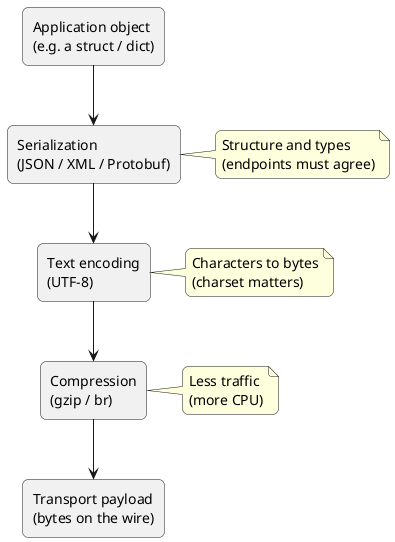 Application object
(e.g. a struct / dict)
Serialization
(JSON / XML / Protobuf)
Structure and types
(endpoints must agree)
Text encoding
(UTF-8)
Characters to bytes
(charset matters)
Compression
(gzip / br)
Less traffic
(more CPU)
Transport payload
(bytes on the wire)